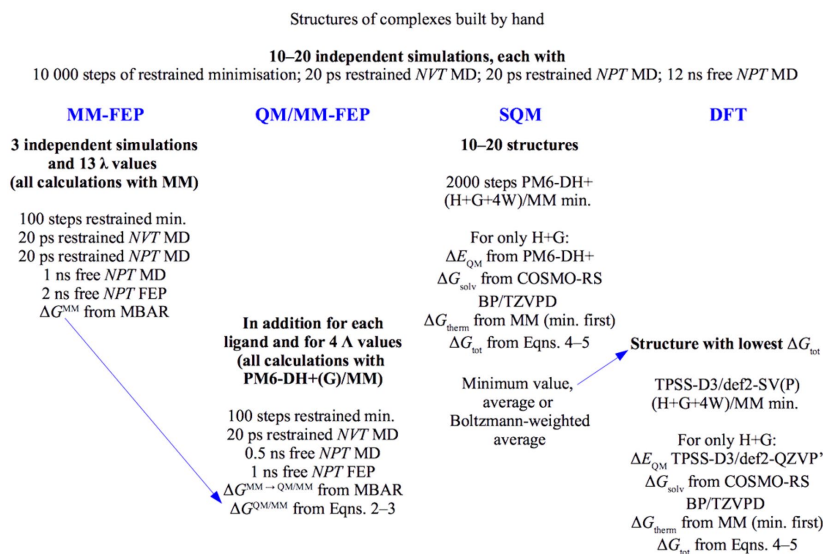 Structures of complexes built by hand
10–20 independent simulations, each with
10 000 steps of restrained minimisation; 20 ps restrained NVT MD; 20 ps restrained NPT MD; 12 ns free NPT MD
MM-FEP
3 independent simulations
and 13 λ values
(all calculations with MM)
100 steps restrained min.
20 ps restrained NVT MD
20 ps restrained NPT MD
1 ns free NPT MD
2 ns free NPT FEP
ΔG^MM from MBAR
QM/MM-FEP
In addition for each
ligand and for 4 Λ values
(all calculations with
PM6-DH+(G)/MM)
100 steps restrained min.
20 ps restrained NVT MD
0.5 ns free NPT MD
1 ns free NPT FEP
ΔG^MM → QM/MM from MBAR
ΔG^QM/MM from Eqns. 2–3
SQM
10–20 structures
2000 steps PM6-DH+
(H+G+4W)/MM min.
For only H+G:
ΔE_QM from PM6-DH+
ΔG_solv from COSMO-RS
BP/TZVPD
ΔG_therm from MM (min. first)
ΔG_tot from Eqns. 4–5
Minimum value,
average or
Boltzmann-weighted
average
DFT
Structure with lowest ΔG_tot
TPSS-D3/def2-SV(P)
(H+G+4W)/MM min.
For only H+G:
ΔE_QM TPSS-D3/def2-QZVP’
ΔG_solv from COSMO-RS
BP/TZVPD
ΔG_therm from MM (min. first)
ΔG_tot from Eqns. 4–5